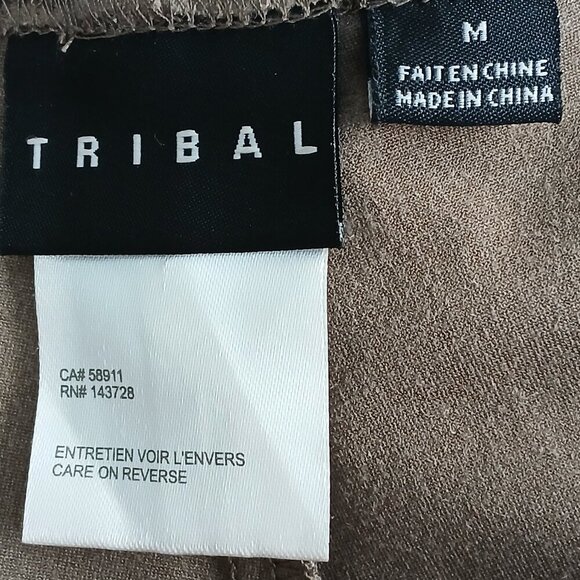 TRIBAL
M
FAIT EN CHINE
MADE IN CHINA
CA# 58911
RN# 143728
ENTRETIEN VOIR L'ENVERS
CARE ON REVERSE